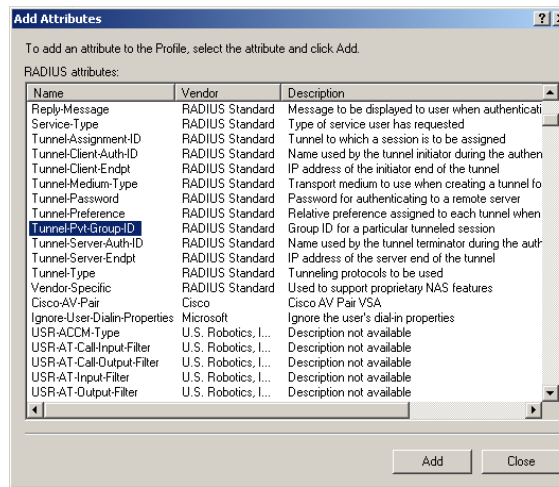 Add Attributes
To add an attribute to the Profile, select the attribute and click Add.
RADIUS attributes:
Name Vendor Description
Reply-Message RADIUS Standard Message to be displayed to user when authenticati
Service-Type RADIUS Standard Type of service user has requested
Tunnel-Assignment-ID RADIUS Standard Tunnel to which a session is to be assigned
Tunnel-Client-Auth-ID RADIUS Standard Name used by the tunnel initiator during the authen
Tunnel-Client-Endpt RADIUS Standard IP address of the initiator end of the tunnel
Tunnel-Medium-Type RADIUS Standard Transport medium to use when creating a tunnel fo
Tunnel-Password RADIUS Standard Password for authenticating to a remote server
Tunnel-Preference RADIUS Standard Relative preference assigned to each tunnel when
Tunnel-Pvt-Group-ID RADIUS Standard Group ID for a particular tunneled session
Tunnel-Server-Auth-ID RADIUS Standard Name used by the tunnel terminator during the auth
Tunnel-Server-Endpt RADIUS Standard IP address of the server end of the tunnel
Tunnel-Type RADIUS Standard Tunneling protocols to be used
Vendor-Specific RADIUS Standard Used to support proprietary NAS features
Cisco-AV-Pair Cisco Cisco AV Pair VSA
Ignore-User-Dialin-Properties Microsoft Ignore the user's dial-in properties
USR-ACCM-Type U.S. Robotics, I... Description not available
USR-AT-Call-Input-Filter U.S. Robotics, I... Description not available
USR-AT-Call-Output-Filter U.S. Robotics, I... Description not available
USR-AT-Input-Filter U.S. Robotics, I... Description not available
USR-AT-Output-Filter U.S. Robotics, I... Description not available
Add Close